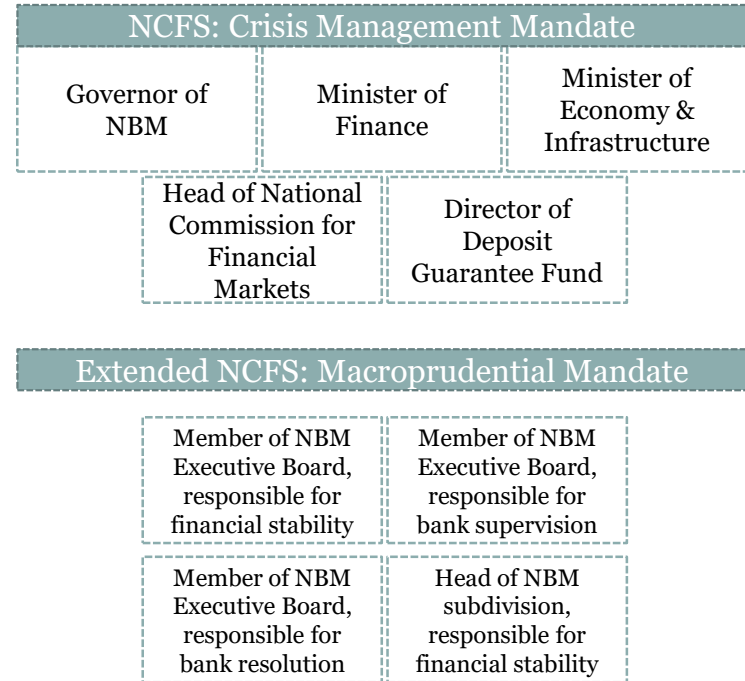 NCFS: Crisis Management Mandate
Governor of
NBM
Minister of
Finance
Minister of
Economy &
Infrastructure
Head of National
Commission for
Financial
Markets
Director of
Deposit
Guarantee Fund
Extended NCFS: Macroprudential Mandate
Member of NBM
Executive Board,
responsible for
financial stability
Member of NBM
Executive Board,
responsible for
bank supervision
Member of NBM
Executive Board,
responsible for
bank resolution
Head of NBM
subdivision,
responsible for
financial stability